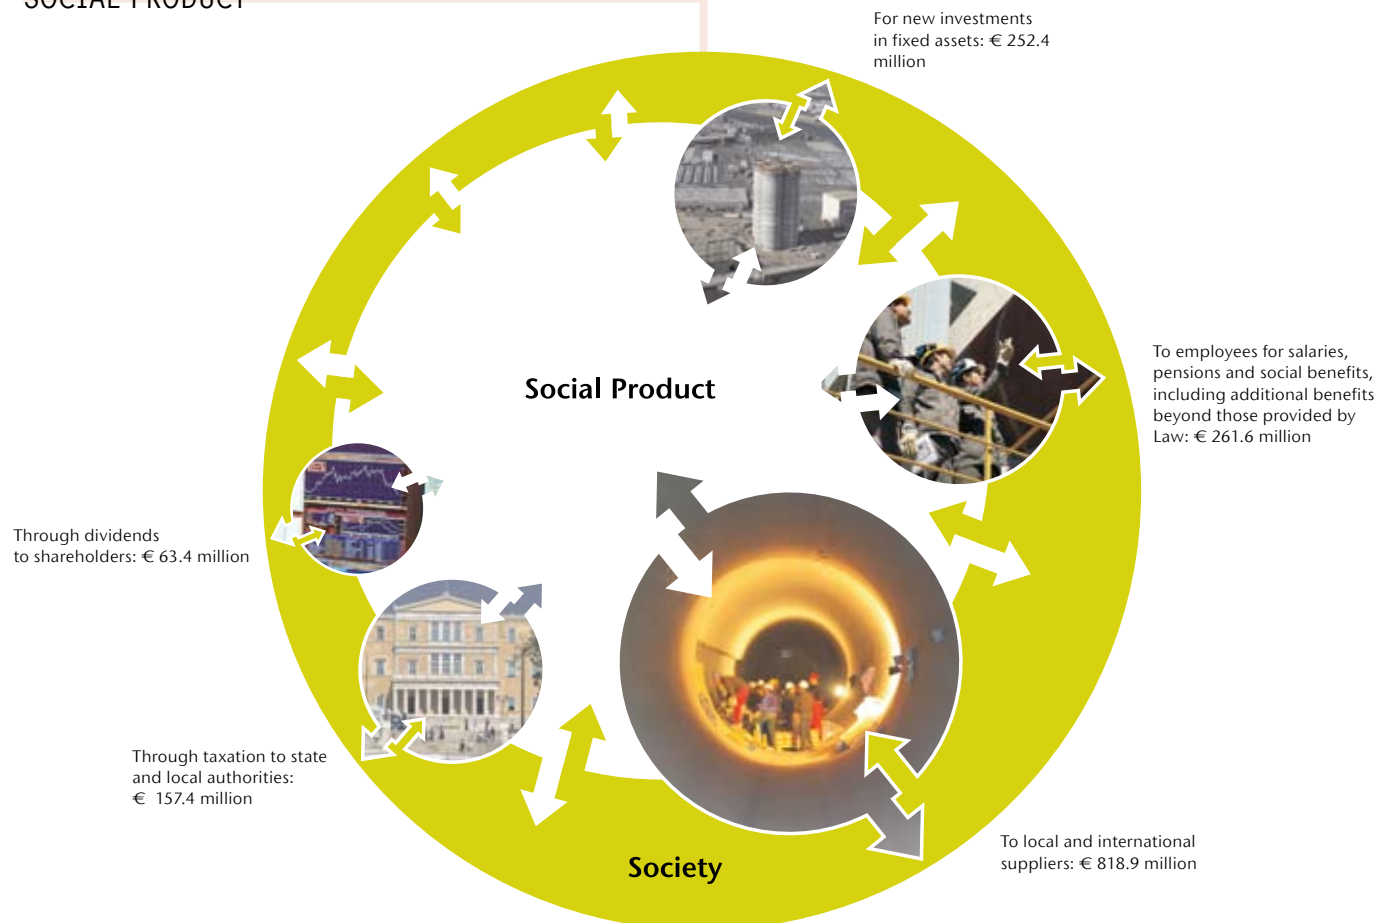 SOCIAL PRODUCT
For new investments
in fixed assets: € 252.4
million
Social Product
To employees for salaries,
pensions and social benefits,
including additional benefits
beyond those provided by
Law: € 261.6 million
Through dividends
to shareholders: € 63.4 million
Through taxation to state
and local authorities:
€ 157.4 million
To local and international
suppliers: € 818.9 million
Society